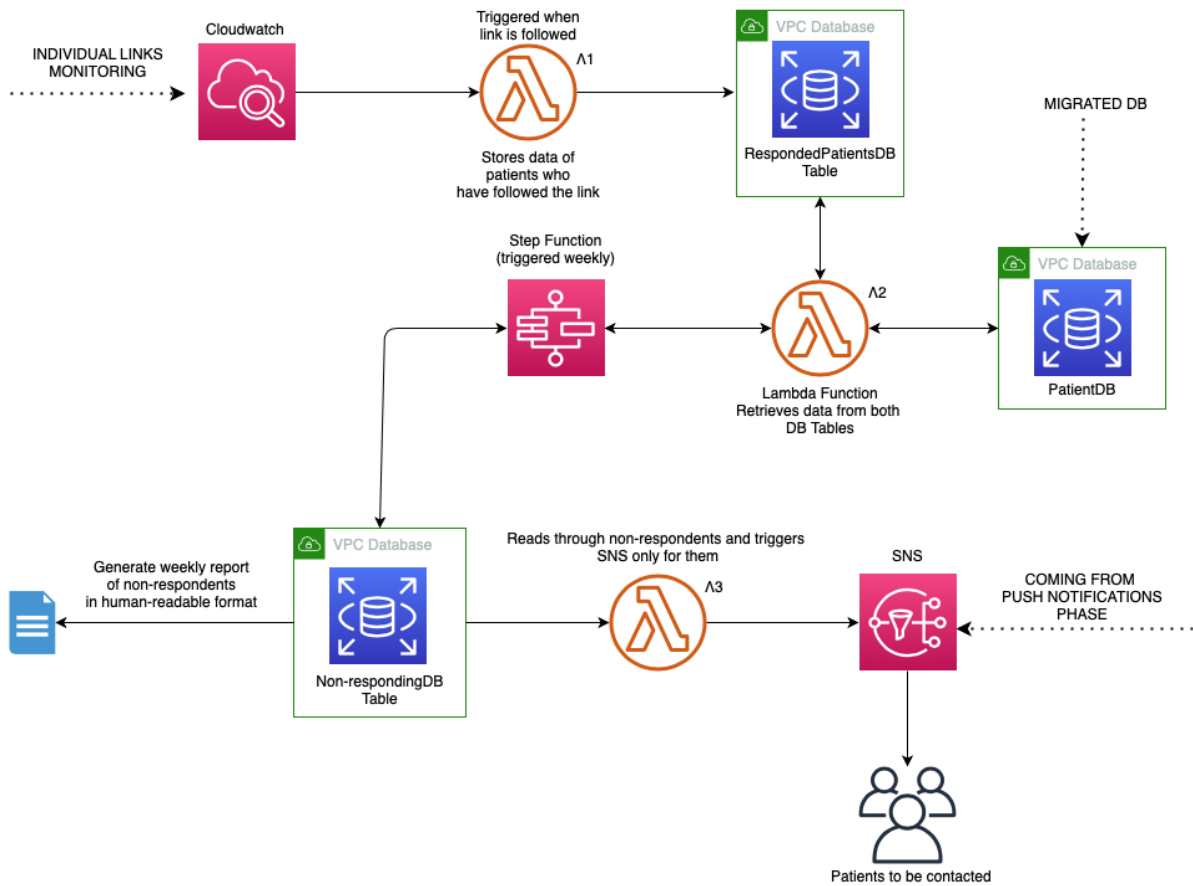 Cloudwatch
INDIVIDUAL LINKS
MONITORING
Triggered when
link is followed
Λ1
Stores data of
patients who
have followed the link
VPC Database
RespondedPatientsDB
Table
MIGRATED DB
VPC Database
PatientDB
Step Function
(triggered weekly)
Λ2
Lambda Function
Retrieves data from both
DB Tables
VPC Database
Non-respondingDB
Table
Generate weekly report
of non-respondents
in human-readable format
Reads through non-respondents and triggers
SNS only for them
Λ3
SNS
COMING FROM
PUSH NOTIFICATIONS
PHASE
Patients to be contacted